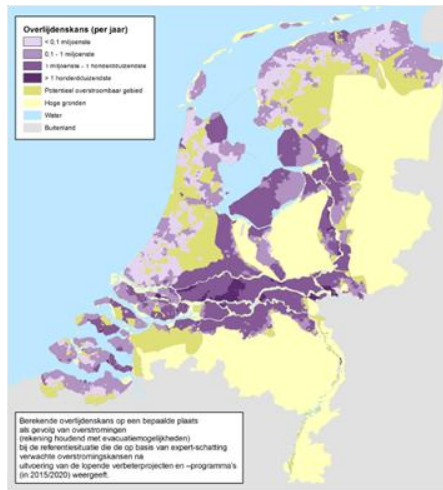 Overlijdenskans (per jaar)
< 0,1 miljoenste
0,1 - 1 miljoenste
1 miljoenste - 1 honderdduizendste
> 1 honderdduizendste
Potentieel overstroombaar gebied
Hoge gronden
Water
Buitenland
Berekende overlijdenskans op een bepaalde plaats
als gevolg van overstromingen
(rekening houdend met evacuatiemogelijkheden)
bij de referentiesituatie die de op basis van expert-schatting
verwachte overstromingskansen na
uitvoering van de lopende verbeterprojecten en –programma's
(in 2015/2020) weergeeft.